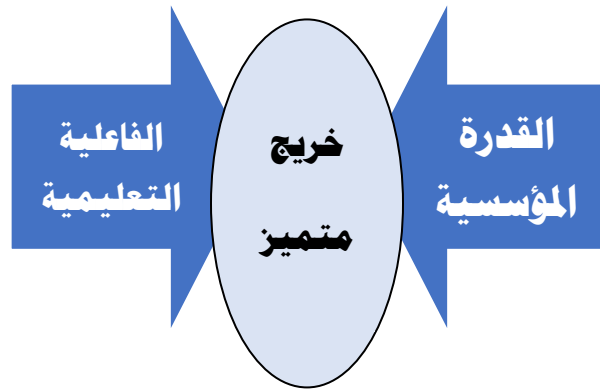 القدرة
المؤسسية
خريج
متميز
الفاعلية
التعليمية